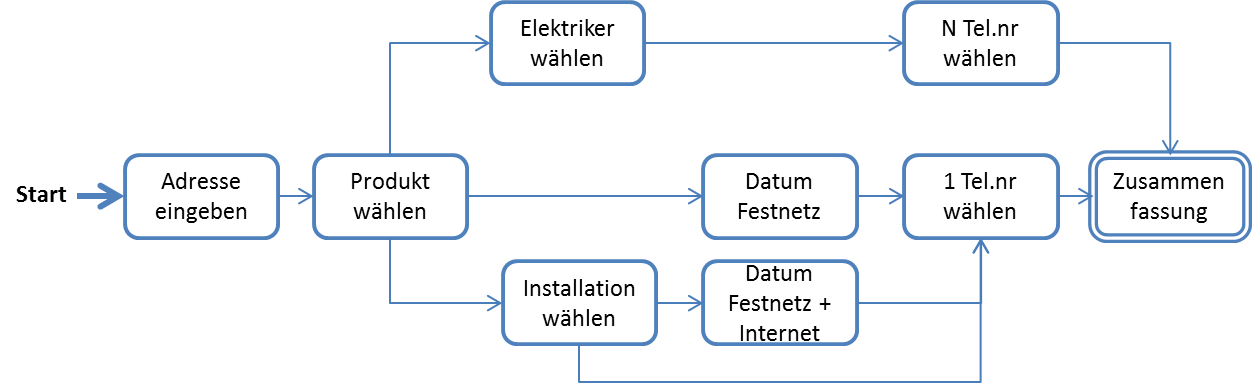 Elektriker
wählen
N Tel.nr
wählen
Start
Adresse
eingeben
Produkt
wählen
Datum
Festnetz
1 Tel.nr
wählen
Zusammen
fassung
Installation
wählen
Datum
Festnetz +
Internet